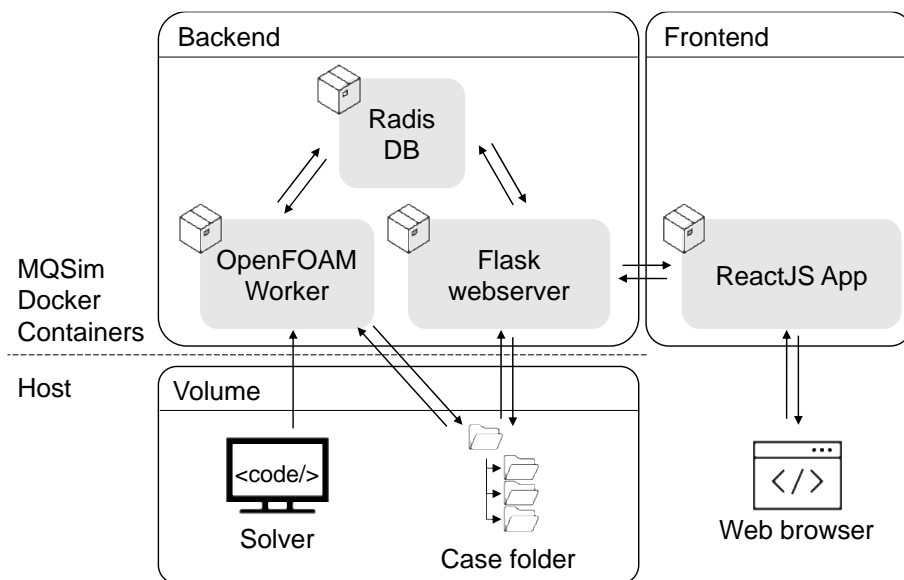 Backend
Frontend
Radis
DB
OpenFOAM
Worker
Flask
webserver
ReactJS App
MQSim
Docker
Containers
Host
Volume
<code/>
Solver
Case folder
</>
Web browser